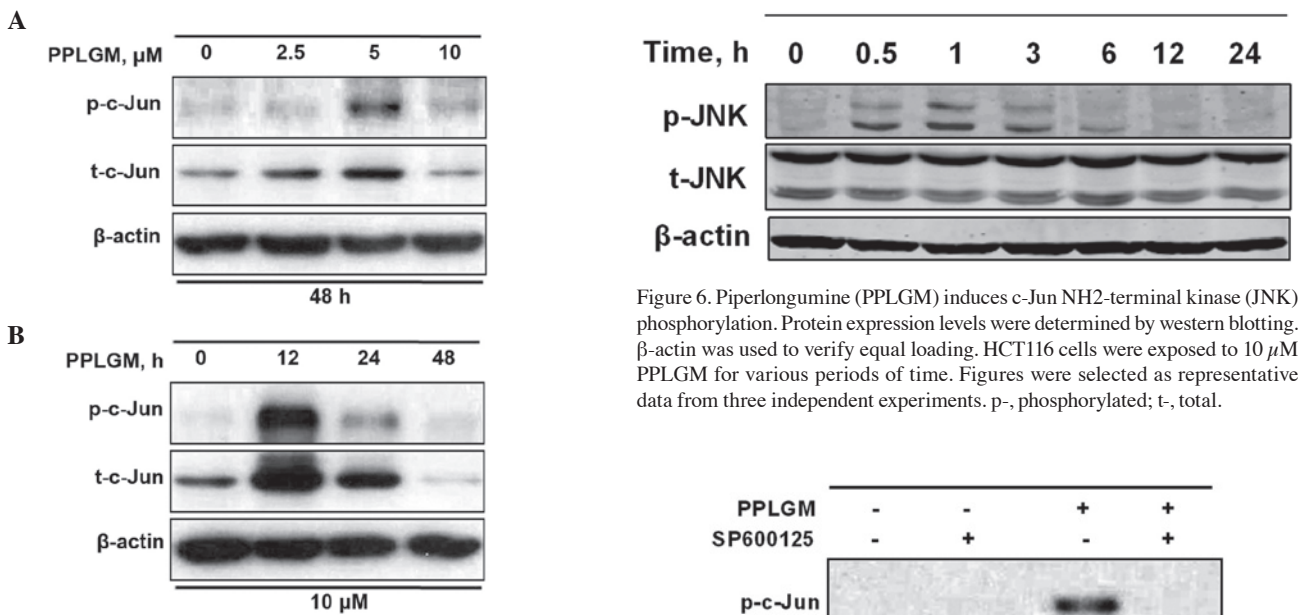 A
PPLGM, µM 0 2.5 5 10
p-c-Jun
t-c-Jun
β-actin
48 h
B
PPLGM, h 0 12 24 48
p-c-Jun
t-c-Jun
β-actin
10 µM
Time, h 0 0.5 1 3 6 12 24
p-JNK
t-JNK
β-actin
Figure 6. Piperlongumine (PPLGM) induces c-Jun NH2-terminal kinase (JNK)
phosphorylation. Protein expression levels were determined by western blotting.
β-actin was used to verify equal loading. HCT116 cells were exposed to 10 µM
PPLGM for various periods of time. Figures were selected as representative
data from three independent experiments. p-, phosphorylated; t-, total.
PPLGM - - + +
SP600125 - + - +
p-c-Jun